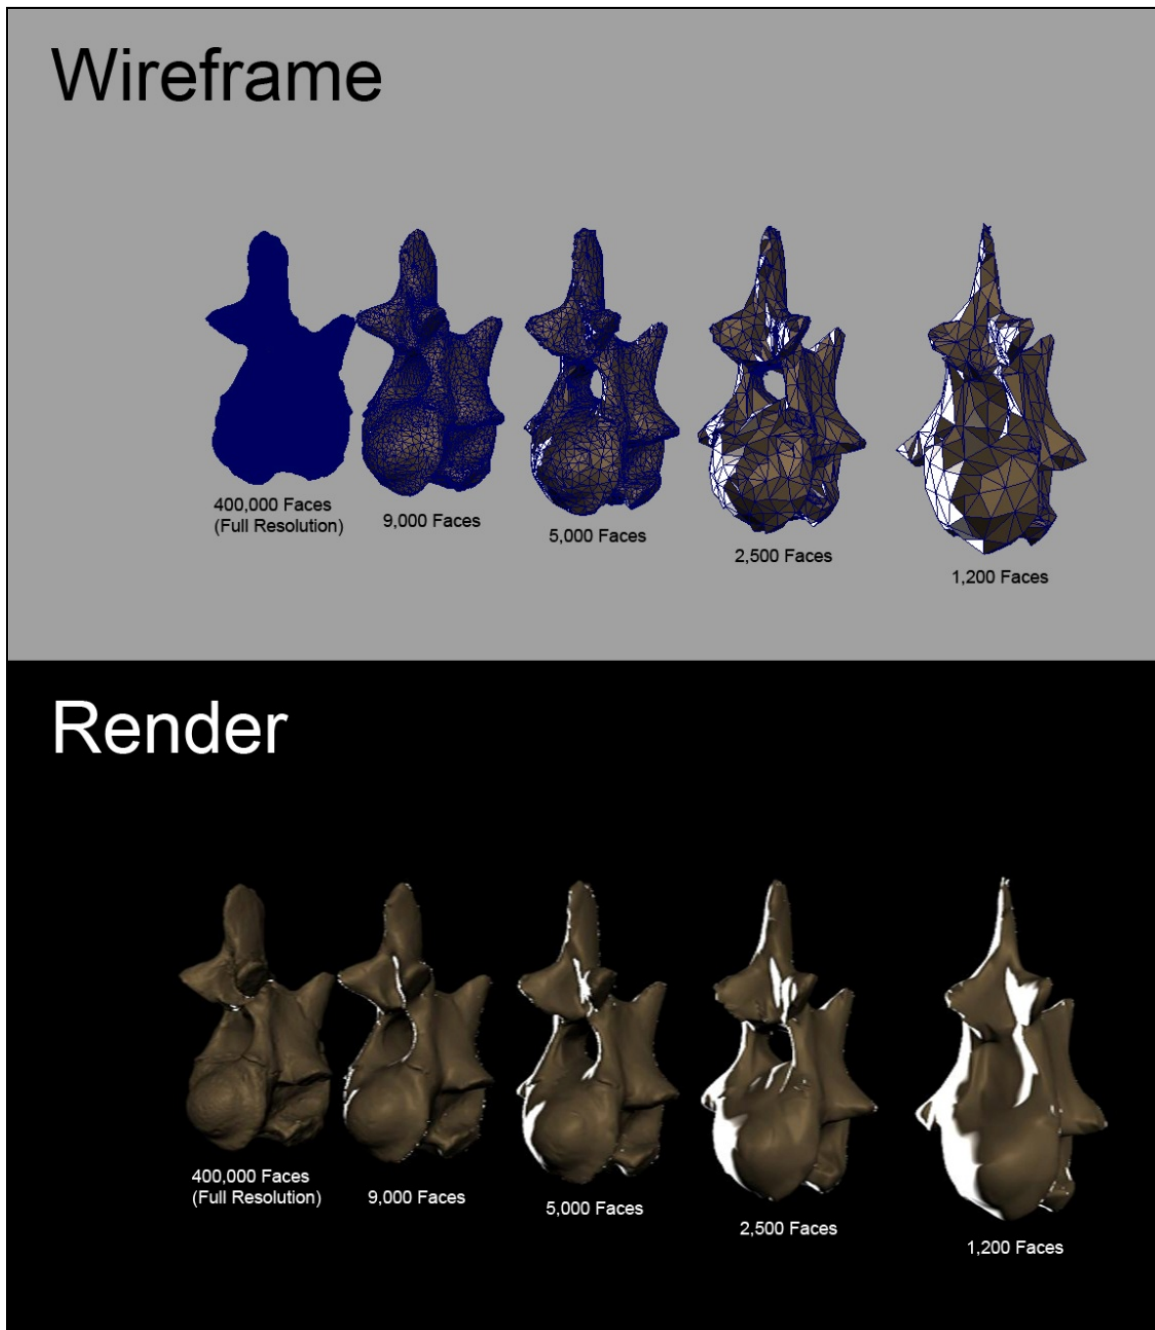 Wireframe
400,000 Faces
(Full Resolution)
9,000 Faces
5,000 Faces
2,500 Faces
1,200 Faces
Render
400,000 Faces
(Full Resolution)
9,000 Faces
5,000 Faces
2,500 Faces
1,200 Faces